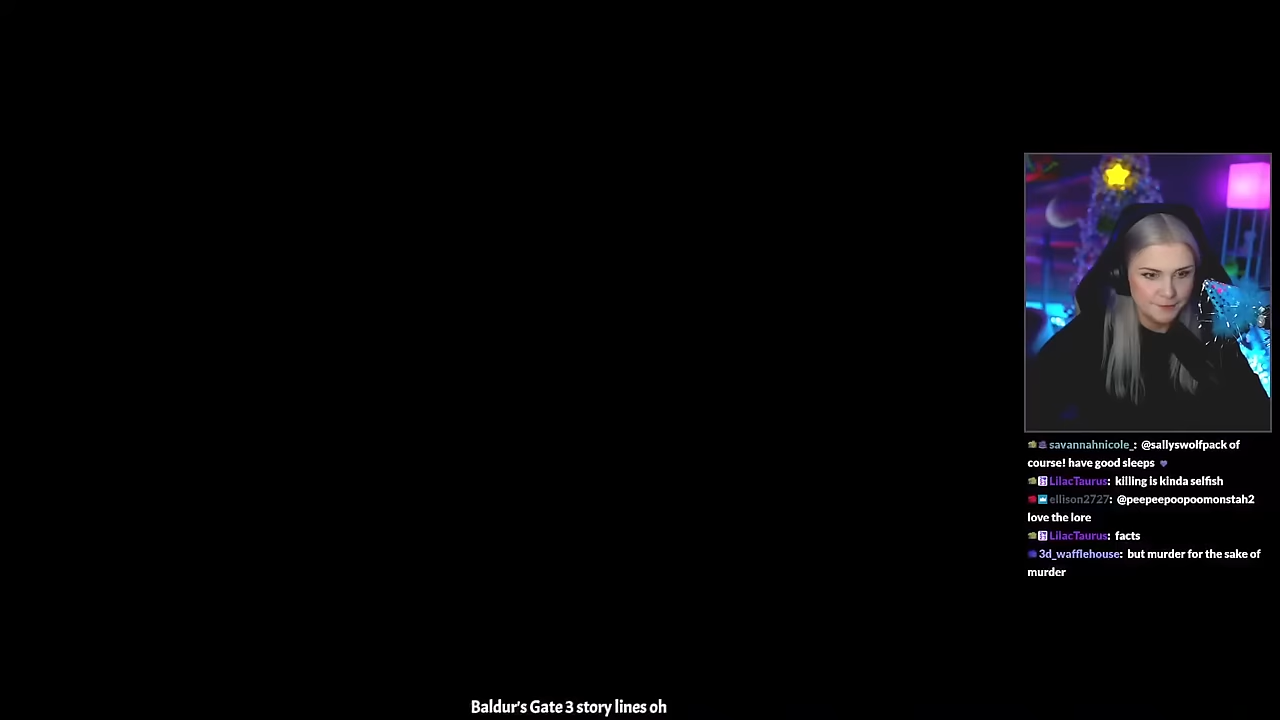 savannahnicole_: @sallyswolfpack of
course! have good sleeps
LilacTaurus: killing is kinda selfish
ellison2727: @peepeepoopoomonstah2
love the lore
LilacTaurus: facts
3d_wafflehouse: but murder for the sake of
murder
Baldur's Gate 3 story lines oh